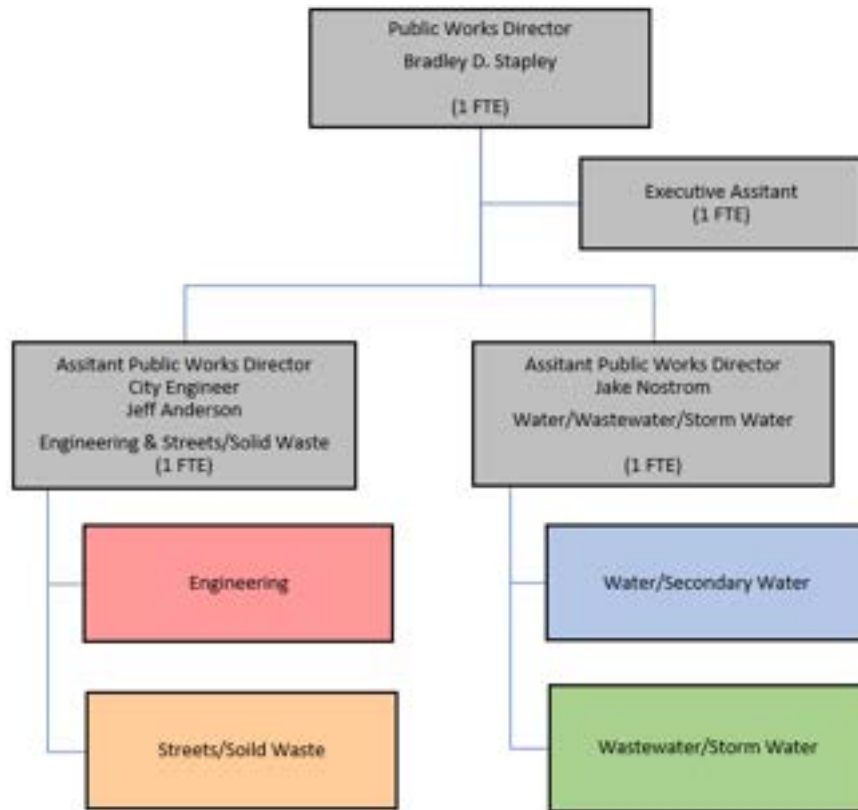 Public Works Director
Bradley D. Stapley
(1 FTE)
Executive Assitant
(1 FTE)
Assitant Public Works Director
City Engineer
Jeff Anderson
Engineering & Streets/Solid Waste
(1 FTE)
Assitant Public Works Director
Jake Nostrom
Water/Wastewater/Storm Water
(1 FTE)
Engineering
Water/Secondary Water
Streets/Soild Waste
Wastewater/Storm Water